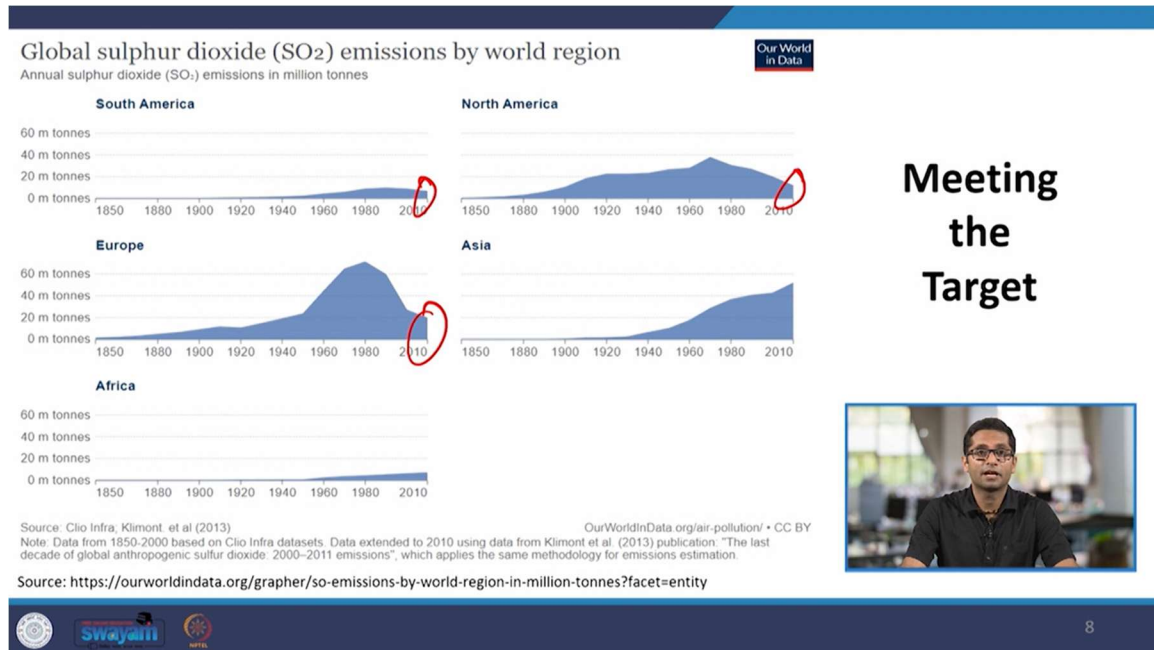 Global sulphur dioxide (SO2) emissions by world region
Annual sulphur dioxide (SO₂) emissions in million tonnes
Our World
in Data
South America
60 m tonnes
40 m tonnes
20 m tonnes
0 m tonnes
1850 1880 1900 1920 1940 1960 1980 2010
North America
1850 1880 1900 1920 1940 1960 1980 2010
Europe
60 m tonnes
40 m tonnes
20 m tonnes
0 m tonnes
1850 1880 1900 1920 1940 1960 1980 2010
Asia
1850 1880 1900 1920 1940 1960 1980 2010
Africa
60 m tonnes
40 m tonnes
20 m tonnes
0 m tonnes
1850 1880 1900 1920 1940 1960 1980 2010
Meeting
the
Target
Source: Clio Infra; Klimont. et al (2013)
OurWorldInData.org/air-pollution/ • CC BY
Note: Data from 1850-2000 based on Clio Infra datasets. Data extended to 2010 using data from Klimont et al. (2013) publication: "The last
decade of global anthropogenic sulfur dioxide: 2000–2011 emissions", which applies the same methodology for emissions estimation.
Source: https://ourworldindata.org/grapher/so-emissions-by-world-region-in-million-tonnes?facet=entity
swayam
NPTEL
8